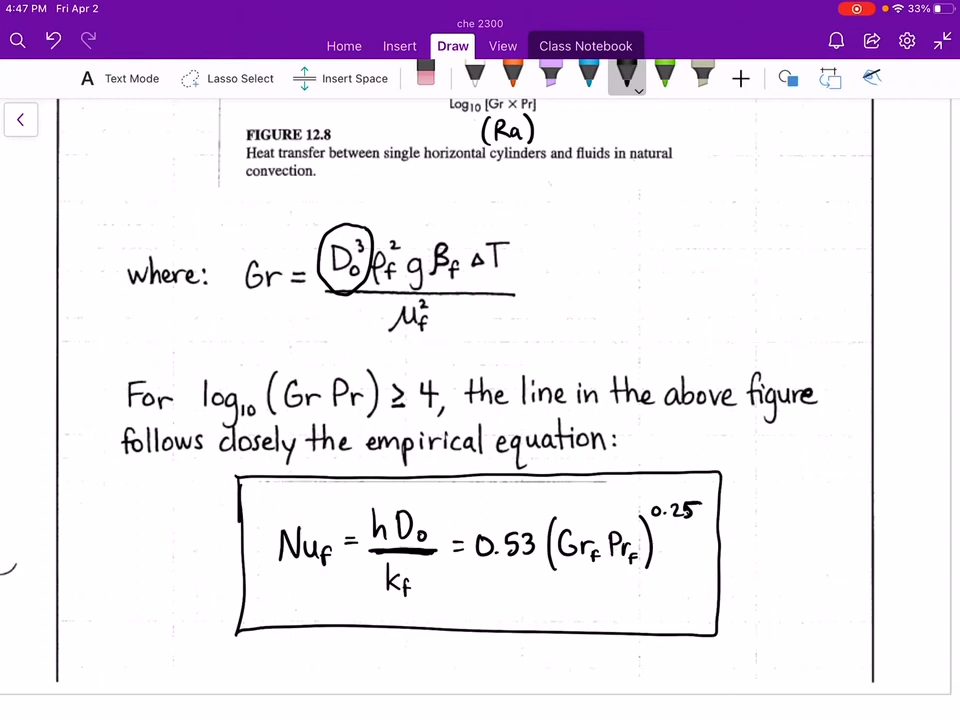 4:47 PM Fri Apr 2
33%
che 2300
Home Insert Draw View Class Notebook
A Text Mode Lasso Select Insert Space
Log₁₀ [Gr × Pr]
(Ra)
FIGURE 12.8
Heat transfer between single horizontal cylinders and fluids in natural
convection.
where: Gr = D₀³ ρf² g βf ΔT / μf²
For log₁₀ (Gr Pr) ≥ 4, the line in the above figure
follows closely the empirical equation:
Nuf = hD₀ / kf = 0.53 (Grf Prf)^0.25